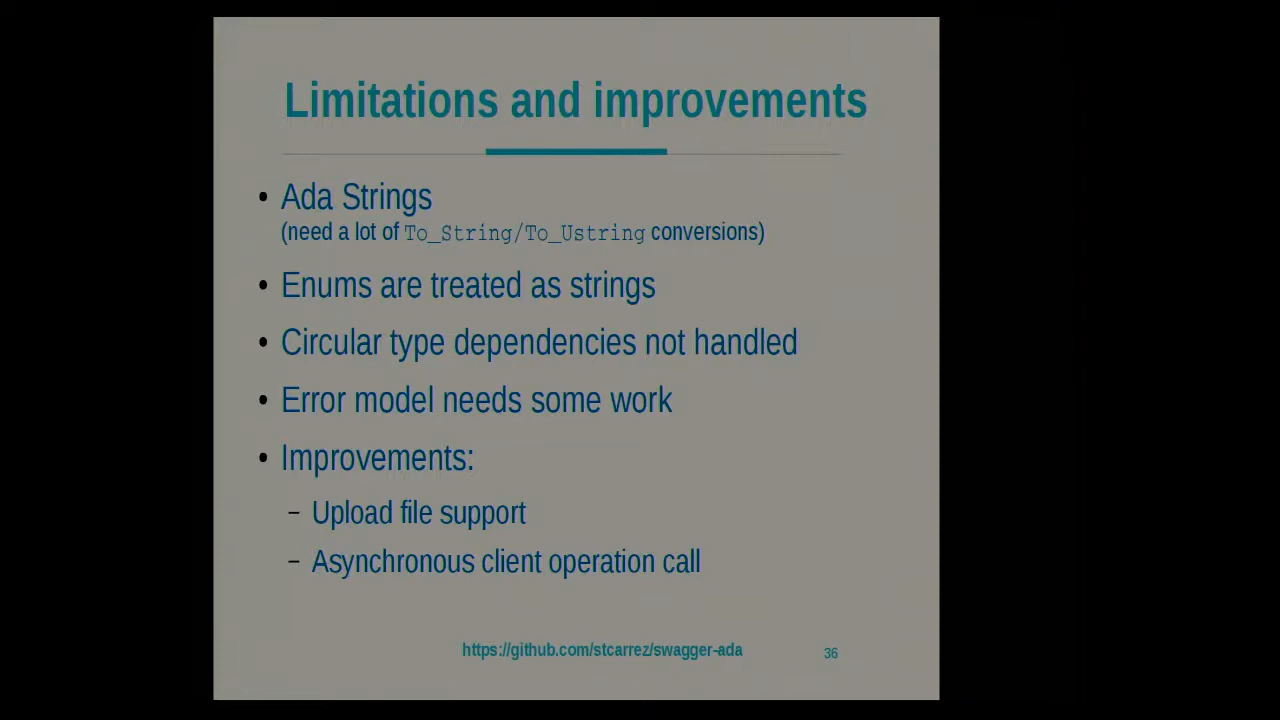 Limitations and improvements
• Ada Strings
(need a lot of To_String/To_Ustring conversions)
• Enums are treated as strings
• Circular type dependencies not handled
• Error model needs some work
• Improvements:
– Upload file support
– Asynchronous client operation call
https://github.com/stcarrez/swagger-ada
36